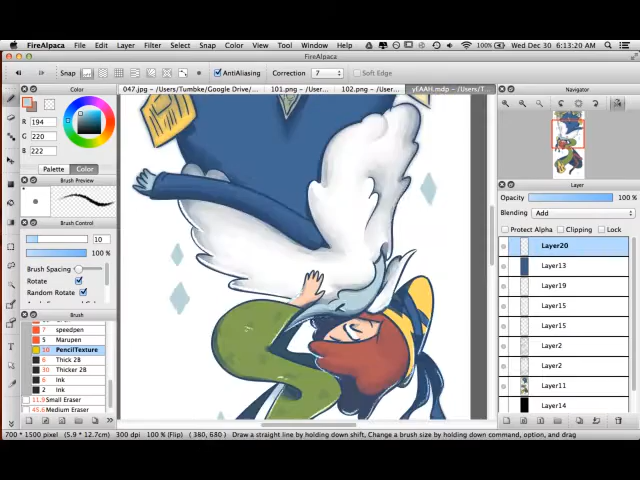 FireAlpaca File Edit Layer Filter Select Snap Color View Tool Window Help 100% Wed Dec 30 6:13:20 PM
FireAlpaca
Snap AntiAliasing Correction 7 Soft Edge
Color
R 194
G 220
B 222
Palette Color
Brush Preview
Brush Control
10
100 %
Brush Spacing
Rotate
Random Rotate
Brush
7 speedpen
5 Marupen
10 PencilTexture
6 Thick 2B
30 Thicker 2B
6 Ink
2 Ink
11.9 Small Eraser
45.6 Medium Eraser
047.jpg - /Users/Tumbke/Google Drive/... 101.png - /User... 102.png - /User... yEAAH.mdp - /Users/T...
Navigator
Layer
Opacity 100 %
Blending Add
Protect Alpha Clipping Lock
Layer20
Layer13
Layer19
Layer15
Layer15
Layer2
Layer2
Layer11
Layer14
700 * 1500 pixel (5.9 * 12.7cm) 300 dpi 100 % ( 380, 680 ) Draw a straight line by holding down shift, Change a brush size by holding down command, option, and drag